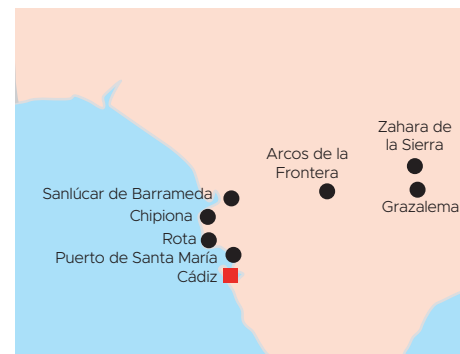 Zahara de
la Sierra
Arcos de la
Frontera
Grazalema
Sanlúcar de Barrameda
Chipiona
Rota
Puerto de Santa María
Cádiz